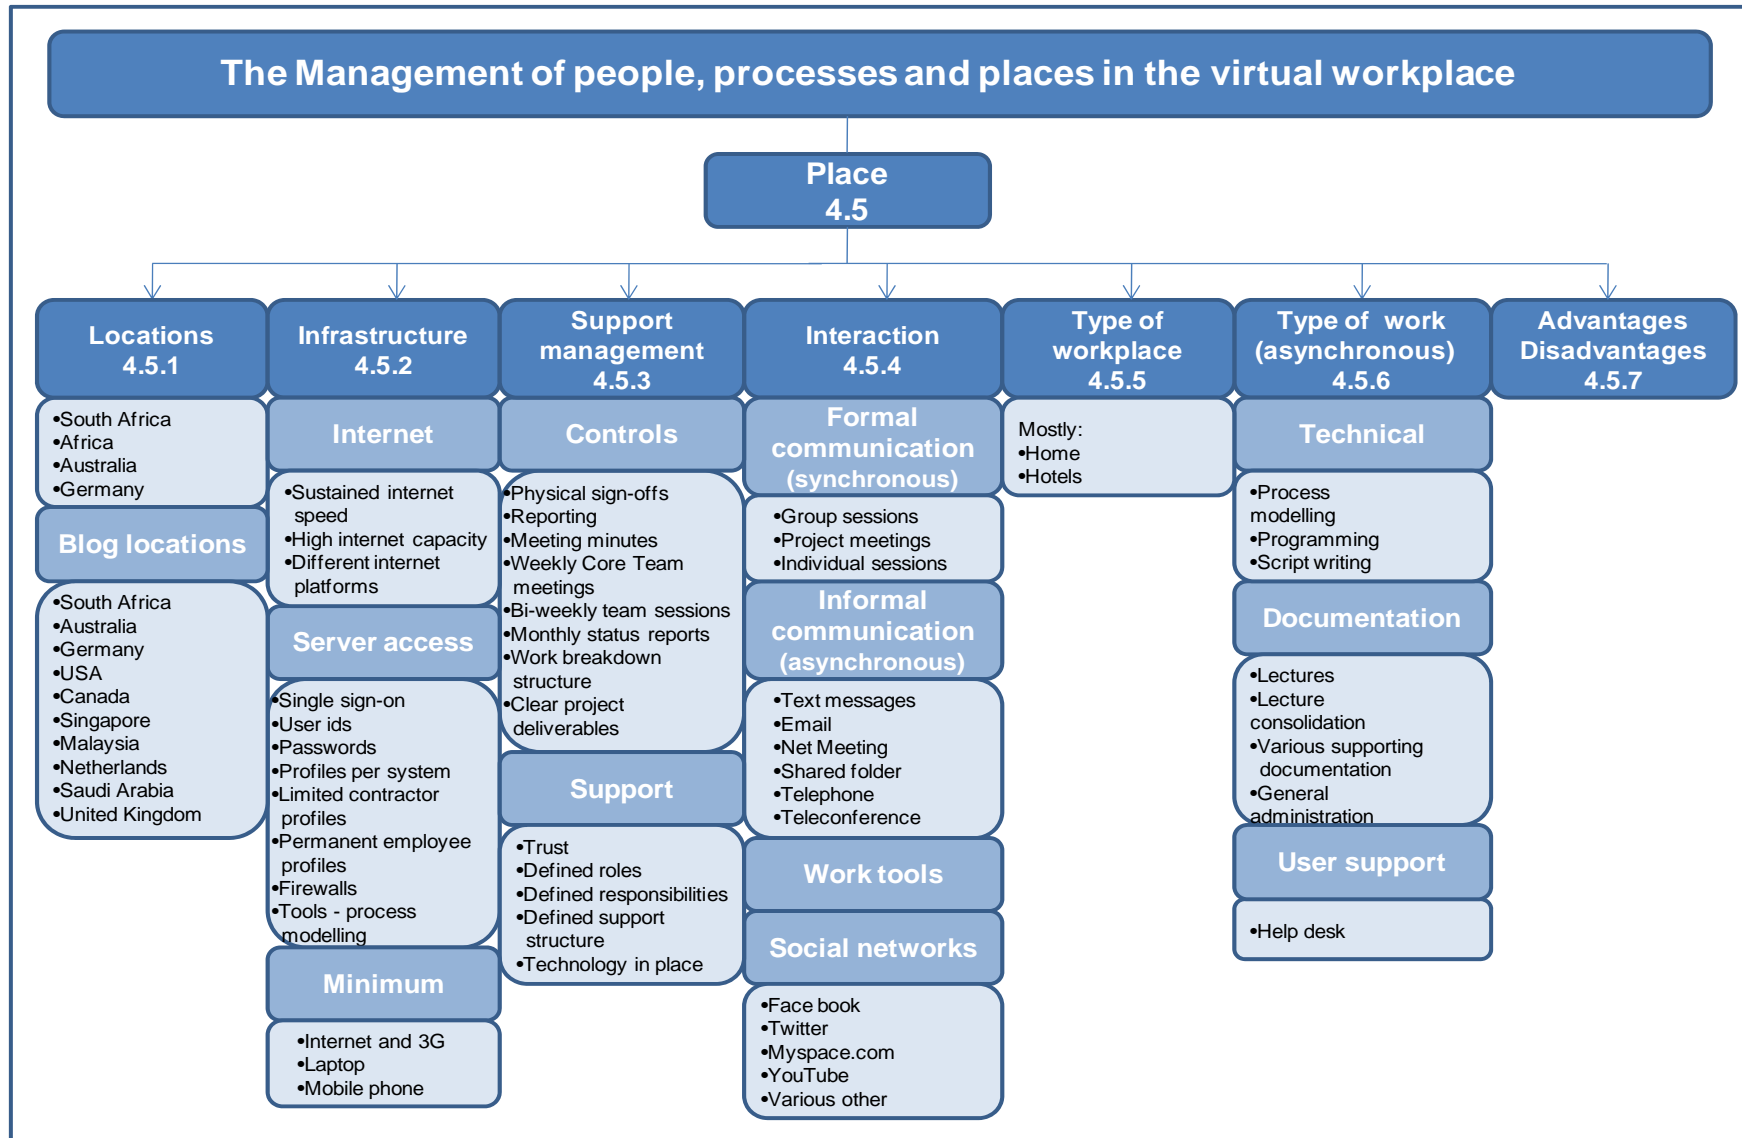 The Management of people, processes and places in the virtual workplace
Place
4.5
Locations
4.5.1
•South Africa
•Africa
•Australia
•Germany
Blog locations
•South Africa
•Australia
•Germany
•USA
•Canada
•Singapore
•Malaysia
•Netherlands
•Saudi Arabia
•United Kingdom
Infrastructure
4.5.2
Internet
•Sustained internet
speed
•High internet capacity
•Different internet
platforms
Server access
•Single sign-on
•User ids
•Passwords
•Profiles per system
•Limited contractor
profiles
•Permanent employee
profiles
•Firewalls
•Tools - process
modelling
Minimum
•Internet and 3G
•Laptop
•Mobile phone
Support
management
4.5.3
Controls
•Physical sign-offs
•Reporting
•Meeting minutes
•Weekly Core Team
meetings
•Bi-weekly team sessions
•Monthly status reports
•Work breakdown
structure
•Clear project
deliverables
Support
•Trust
•Defined roles
•Defined responsibilities
•Defined support
structure
•Technology in place
Interaction
4.5.4
Formal
communication
(synchronous)
•Group sessions
•Project meetings
•Individual sessions
Informal
communication
(asynchronous)
•Text messages
•Email
•Net Meeting
•Shared folder
•Telephone
•Teleconference
Work tools
Social networks
•Face book
•Twitter
•Myspace.com
•YouTube
•Various other
Type of
workplace
4.5.5
Mostly:
•Home
•Hotels
Type of work
(asynchronous)
4.5.6
Technical
•Process
modelling
•Programming
•Script writing
Documentation
•Lectures
•Lecture
consolidation
•Various supporting
documentation
•General
administration
User support
•Help desk
Advantages
Disadvantages
4.5.7